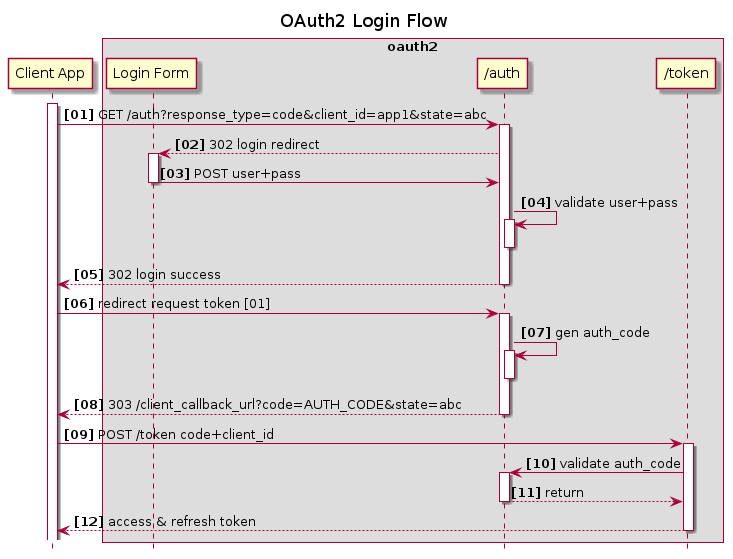 OAuth2 Login Flow
oauth2
Client App
Login Form
/auth
/token
[01] GET /auth?response_type=code&client_id=app1&state=abc
[02] 302 login redirect
[03] POST user+pass
[04] validate user+pass
[05] 302 login success
[06] redirect request token [01]
[07] gen auth_code
[08] 303 /client_callback_url?code=AUTH_CODE&state=abc
[09] POST /token code+client_id
[10] validate auth_code
[11] return
[12] access & refresh token